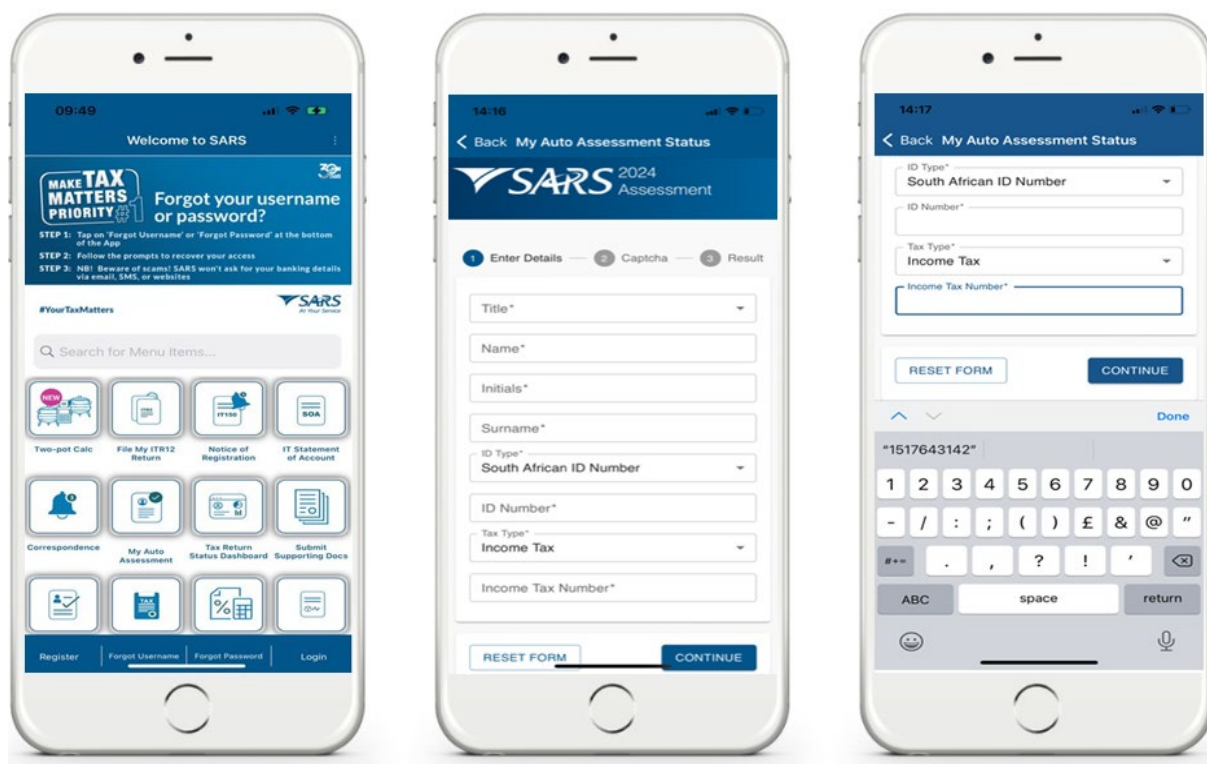 09:49
Welcome to SARS
MAKE TAX
MATTERS
PRIORITY #1
30
Forgot your username
or password?
STEP 1: Tap on 'Forgot Username' or 'Forgot Password' at the bottom
of the App
STEP 2: Follow the prompts to recover your access
STEP 3: NB! Beware of scams! SARS won't ask for your banking details
via email, SMS, or websites
#YourTaxMatters
SARS
At Your Service
Search for Menu Items...
NEW
IT150
SOA
Two-pot Calc
File My ITR12
Return
Notice of
Registration
IT Statement
of Account
Correspondence
My Auto
Assessment
Tax Return
Status Dashboard
Submit
Supporting Docs
TAX
%
Register
Forgot Username
Forgot Password
Login
14:16
Back My Auto Assessment Status
SARS 2024
Assessment
1 Enter Details
2 Captcha
3 Result
Title*
Name*
Initials*
Surname*
ID Type*
South African ID Number
ID Number*
Tax Type*
Income Tax
Income Tax Number*
RESET FORM
CONTINUE
14:17
Back My Auto Assessment Status
ID Type*
South African ID Number
ID Number*
Tax Type*
Income Tax
Income Tax Number*
RESET FORM
CONTINUE
Done
"1517643142"
1 2 3 4 5 6 7 8 9 0
- / : ; ( ) £ & @ "
#+= . , ? ! '
ABC space return